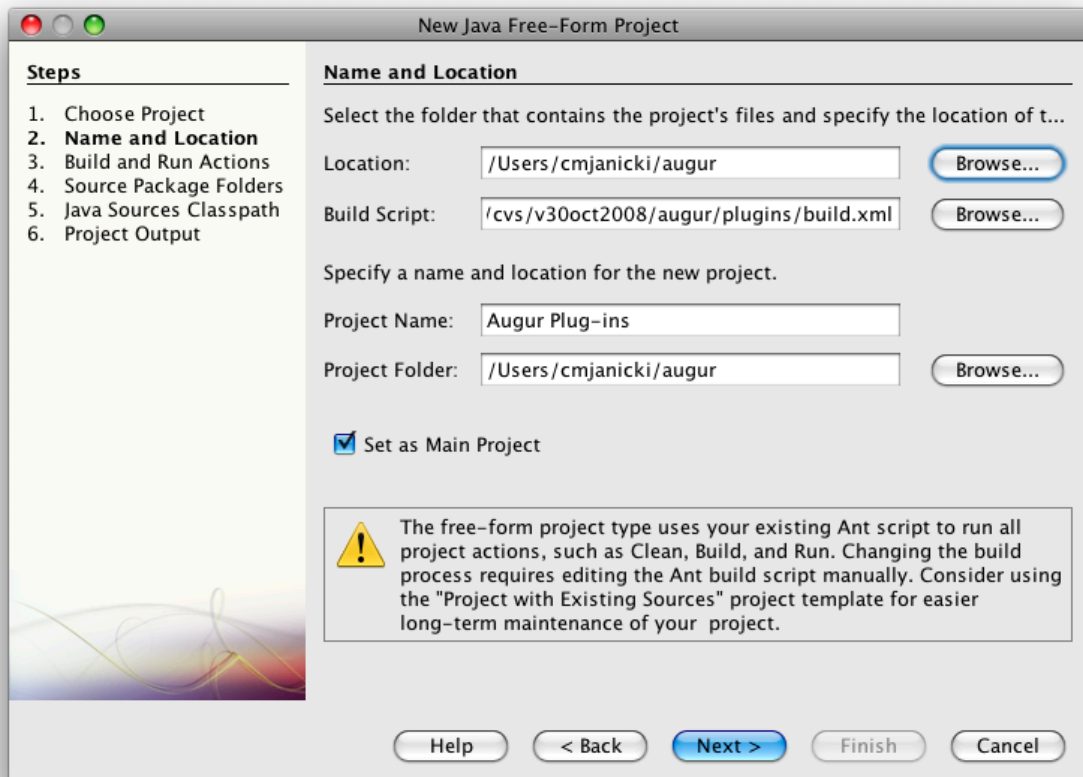 New Java Free-Form Project
Steps
1. Choose Project
2. Name and Location
3. Build and Run Actions
4. Source Package Folders
5. Java Sources Classpath
6. Project Output
Name and Location
Select the folder that contains the project's files and specify the location of t...
Location: /Users/cmjanicki/augur Browse...
Build Script: /cvs/v30oct2008/augur/plugins/build.xml Browse...
Specify a name and location for the new project.
Project Name: Augur Plug-ins
Project Folder: /Users/cmjanicki/augur Browse...
Set as Main Project
The free-form project type uses your existing Ant script to run all
project actions, such as Clean, Build, and Run. Changing the build
process requires editing the Ant build script manually. Consider using
the "Project with Existing Sources" project template for easier
long-term maintenance of your project.
Help < Back Next > Finish Cancel